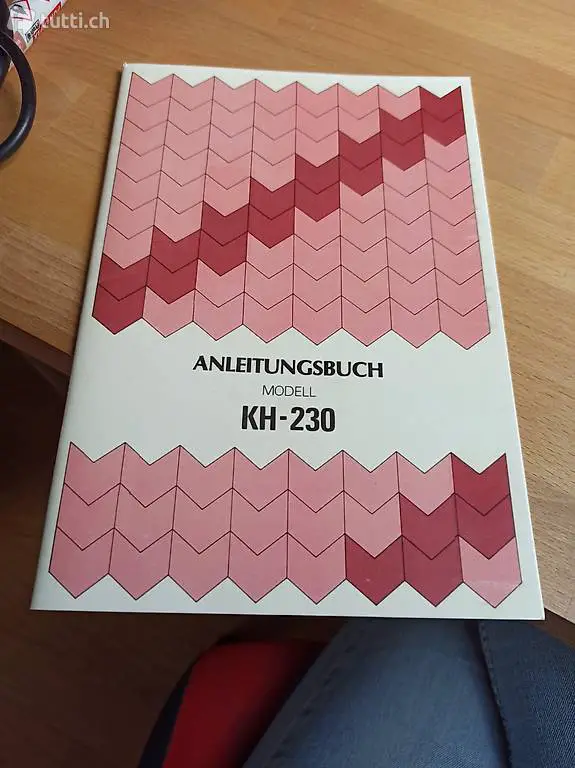 tutti.ch
ANLEITUNGSBUCH
MODELL
KH-230